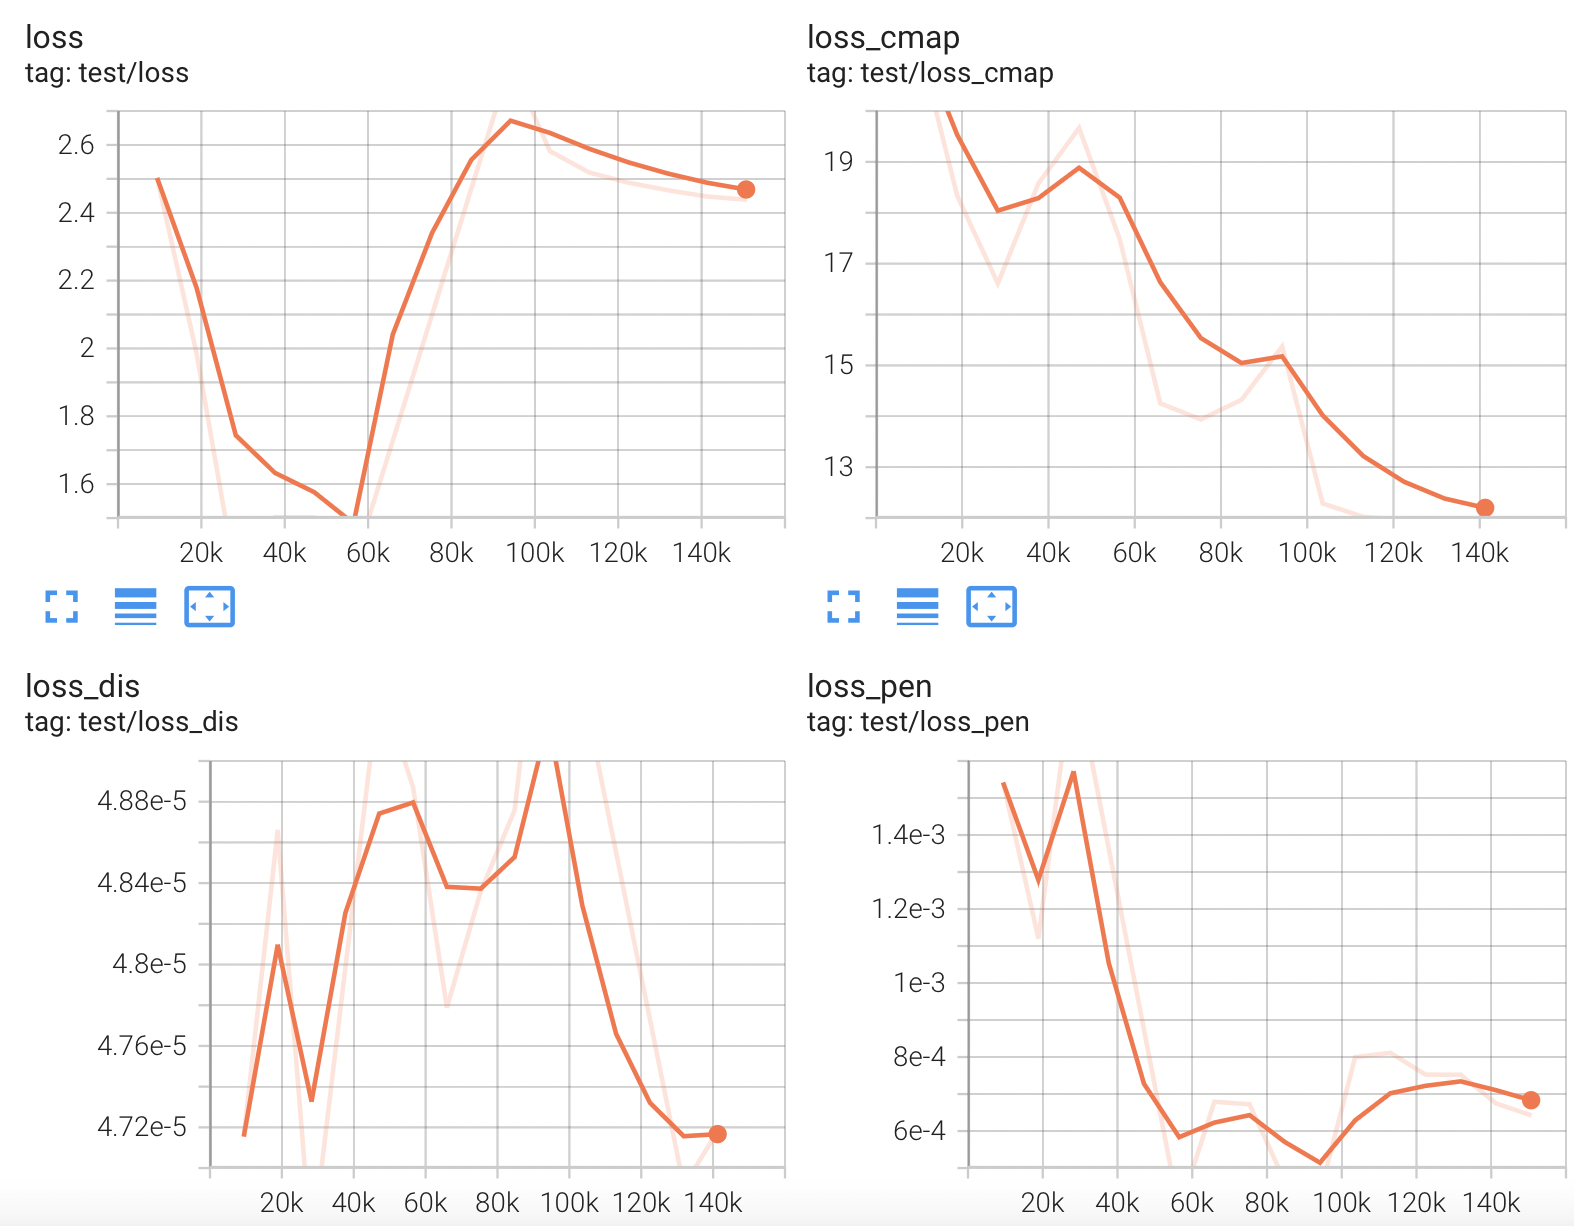 loss
tag: test/loss
2.6
2.4
2.2
2
1.8
1.6
20k 40k 60k 80k 100k 120k 140k
loss_cmap
tag: test/loss_cmap
19
17
15
13
20k 40k 60k 80k 100k 120k 140k
loss_dis
tag: test/loss_dis
4.88e-5
4.84e-5
4.8e-5
4.76e-5
4.72e-5
20k 40k 60k 80k 100k 120k 140k
loss_pen
tag: test/loss_pen
1.4e-3
1.2e-3
1e-3
8e-4
6e-4
20k 40k 60k 80k 100k 120k 140k